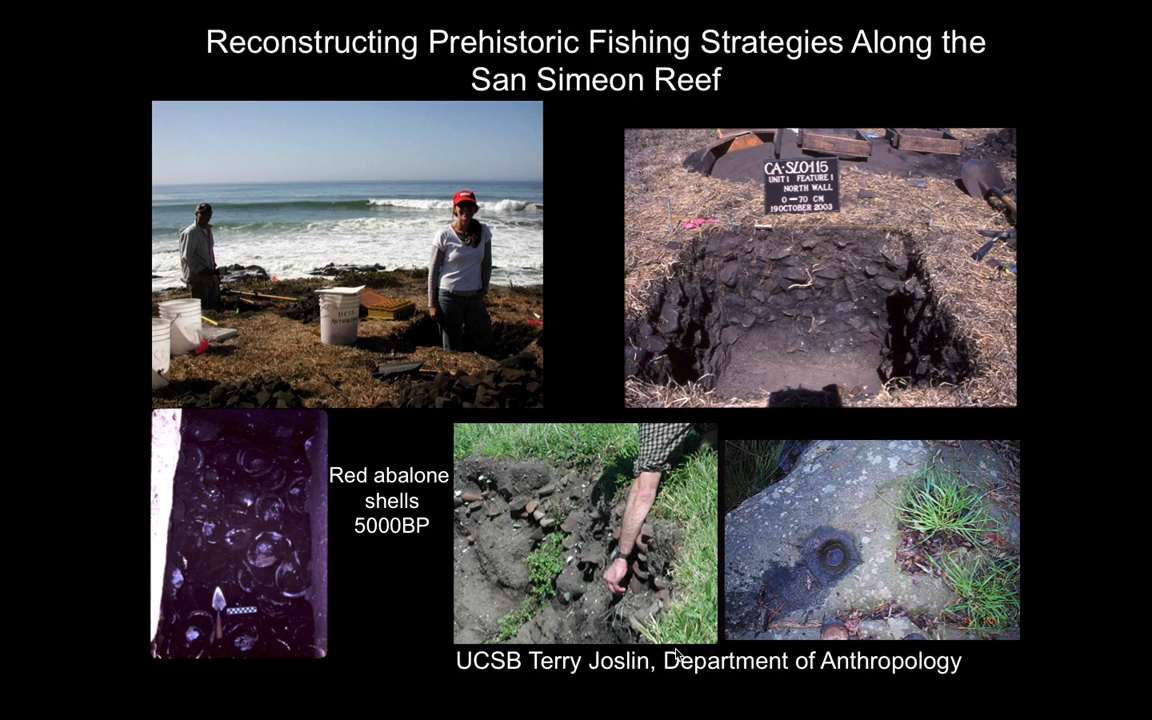 Reconstructing Prehistoric Fishing Strategies Along the
San Simeon Reef
CA-SLO115
UNIT 1 FEATURE 1
NORTH WALL
0-70 CM
19 OCTOBER 2003
Red abalone
shells
5000BP
UCSB Terry Joslin, Department of Anthropology